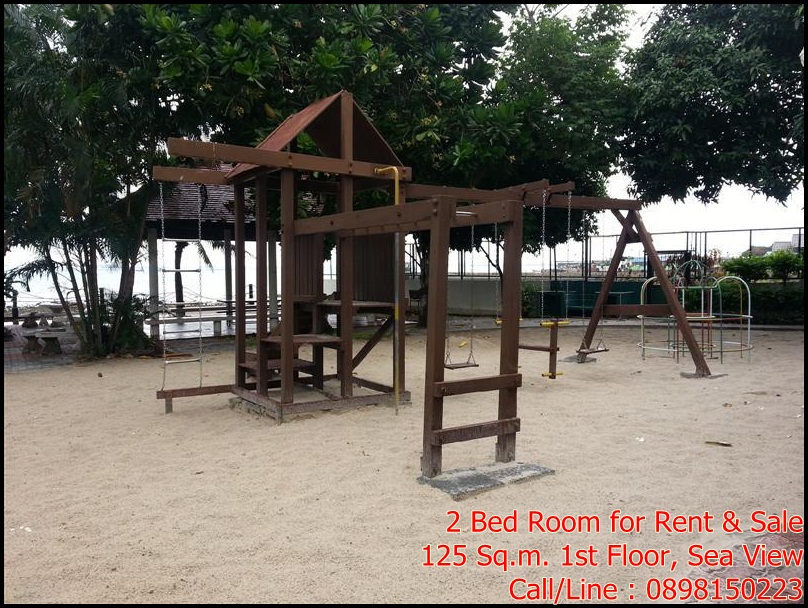 2 Bed Room for Rent & Sale
125 Sq.m. 1st Floor, Sea View
Call/Line : 0898150223